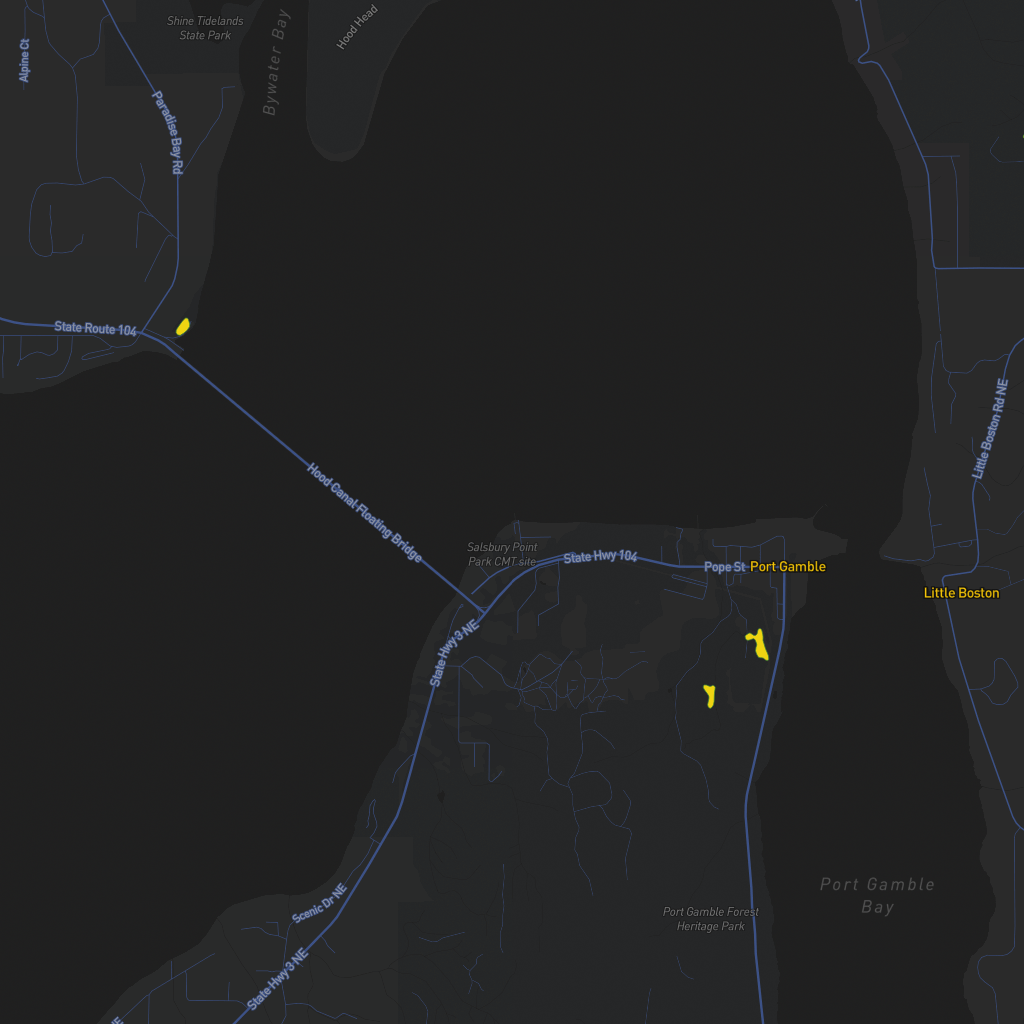 Shine Tidelands
State Park
Hood Head
Bywater Bay
Alpine Ct
Paradise Bay Rd
State Route 104
Hood Canal Floating Bridge
Little Boston Rd NE
Salsbury Point
Park CMT site
State Hwy 104
Pope St
Port Gamble
Little Boston
State Hwy 3 NE
Port Gamble
Bay
Scenic Dr NE
Port Gamble Forest
Heritage Park
State Hwy 3 NE